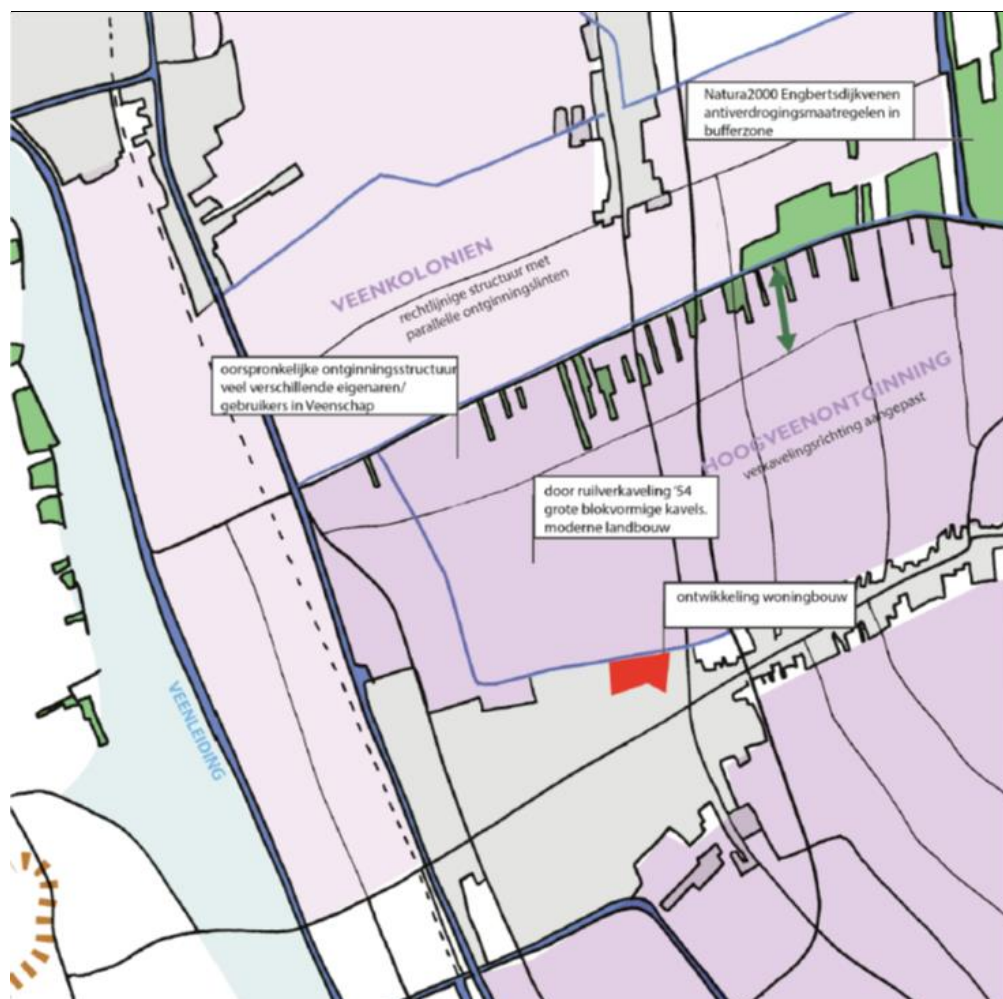 Natura2000 Engbertsdijkvenen
antiverdrogingsmaatregelen in
bufferzone
VEENKOLONIEN
rechtlijnige structuur met
parallelle ontginningslinten
oorspronkelijke ontginningsstructuur
veel verschillende eigenaren/
gebruikers in Veenschap
HOOGVEENONTGINNING
verkavelingsrichting aangepast
door ruilverkaveling '54
grote blokvormige kavels.
moderne landbouw
ontwikkeling woningbouw
VEENLEIDING